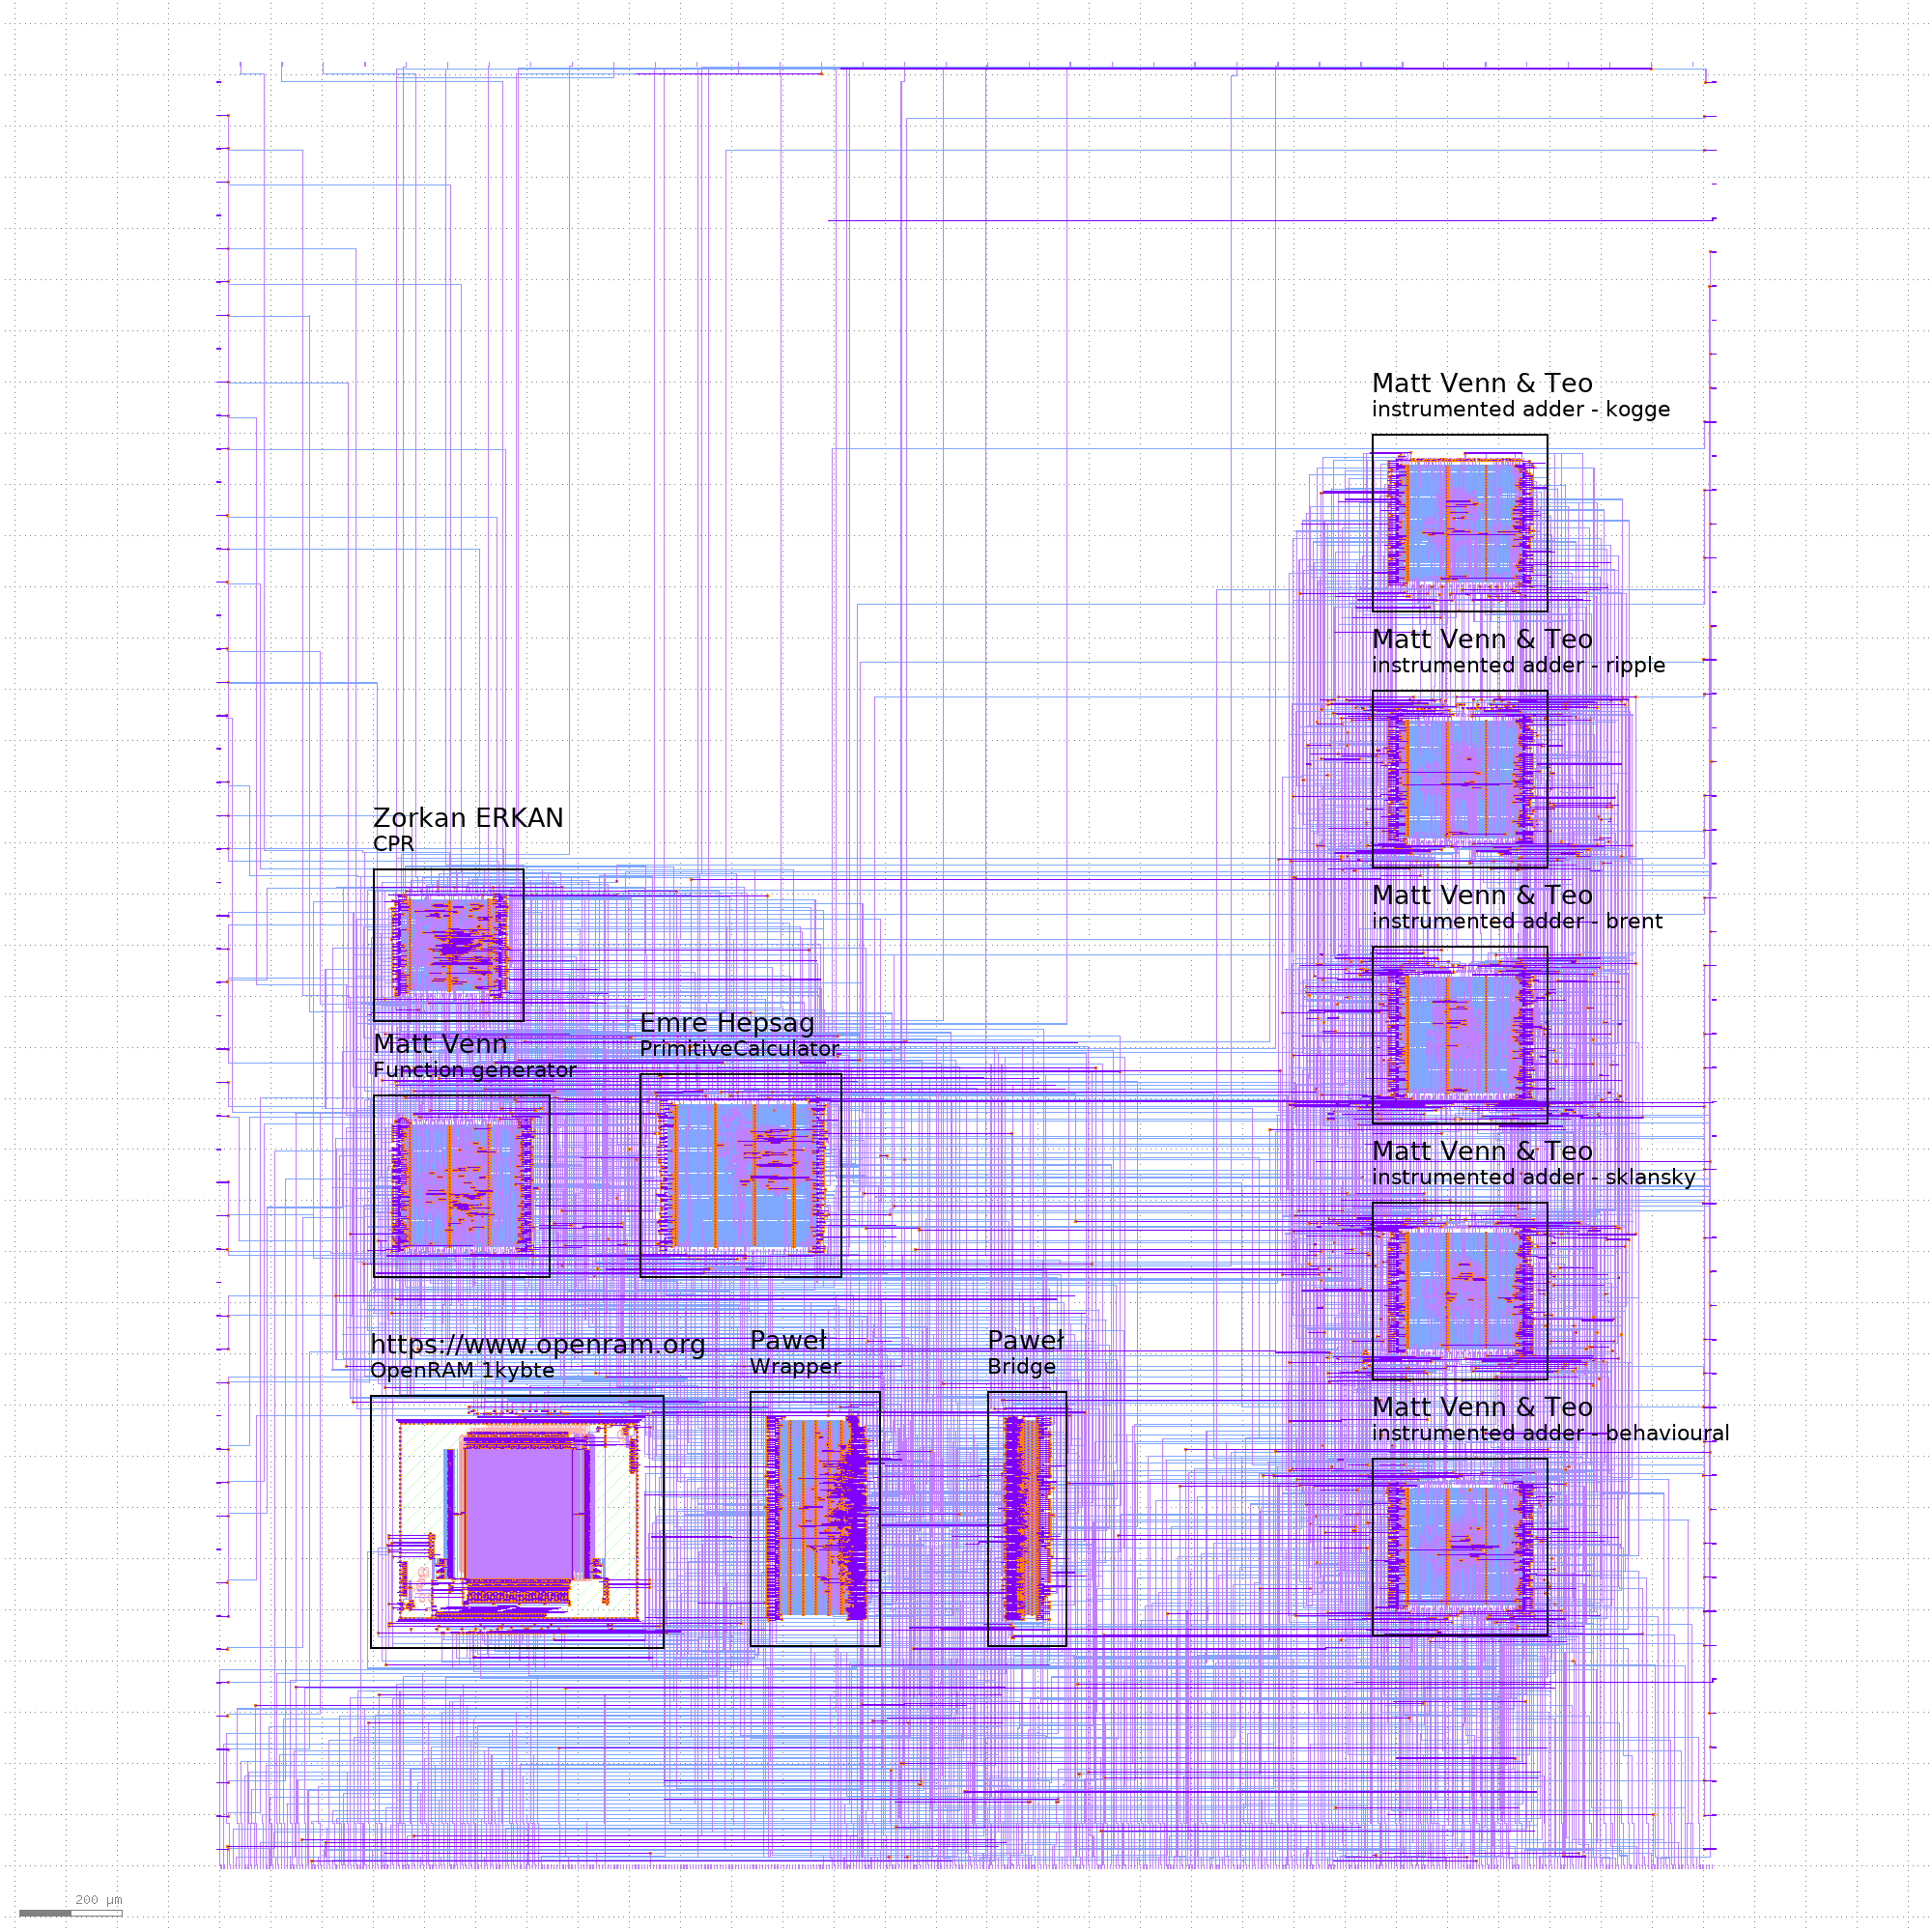 Matt Venn & Teo
instrumented adder - kogge
Matt Venn & Teo
instrumented adder - ripple
Zorkan ERKAN
CPR
Matt Venn & Teo
instrumented adder - brent
Emre Hepsag
PrimitiveCalculator
Matt Venn
Function generator
Matt Venn & Teo
instrumented adder - sklansky
https://www.openram.org
OpenRAM 1kybte
Paweł
Wrapper
Paweł
Bridge
Matt Venn & Teo
instrumented adder - behavioural
200 µm